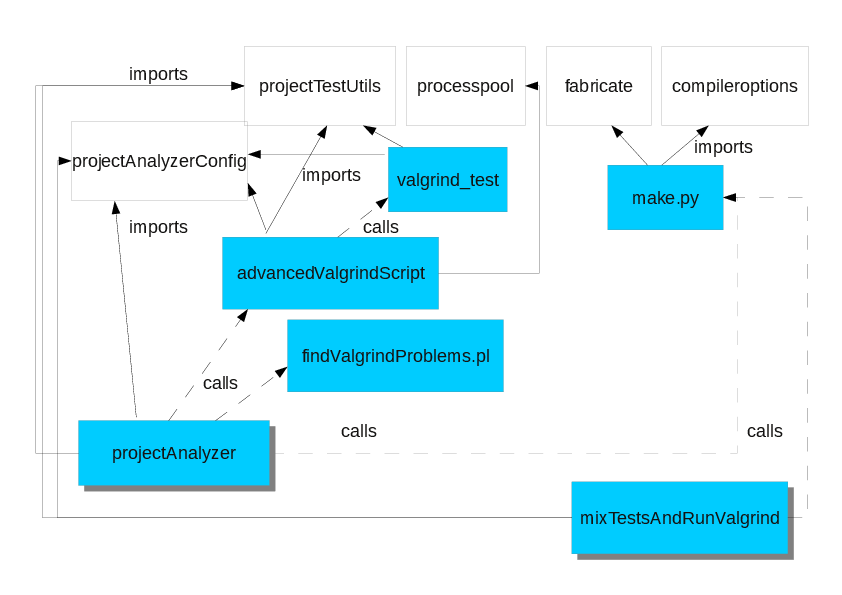 imports
projectTestUtils
processpool
fabricate
compileroptions
imports
projectAnalyzerConfig
imports
valgrind_test
make.py
imports
calls
advancedValgrindScript
findValgrindProblems.pl
calls
calls
calls
projectAnalyzer
mixTestsAndRunValgrind